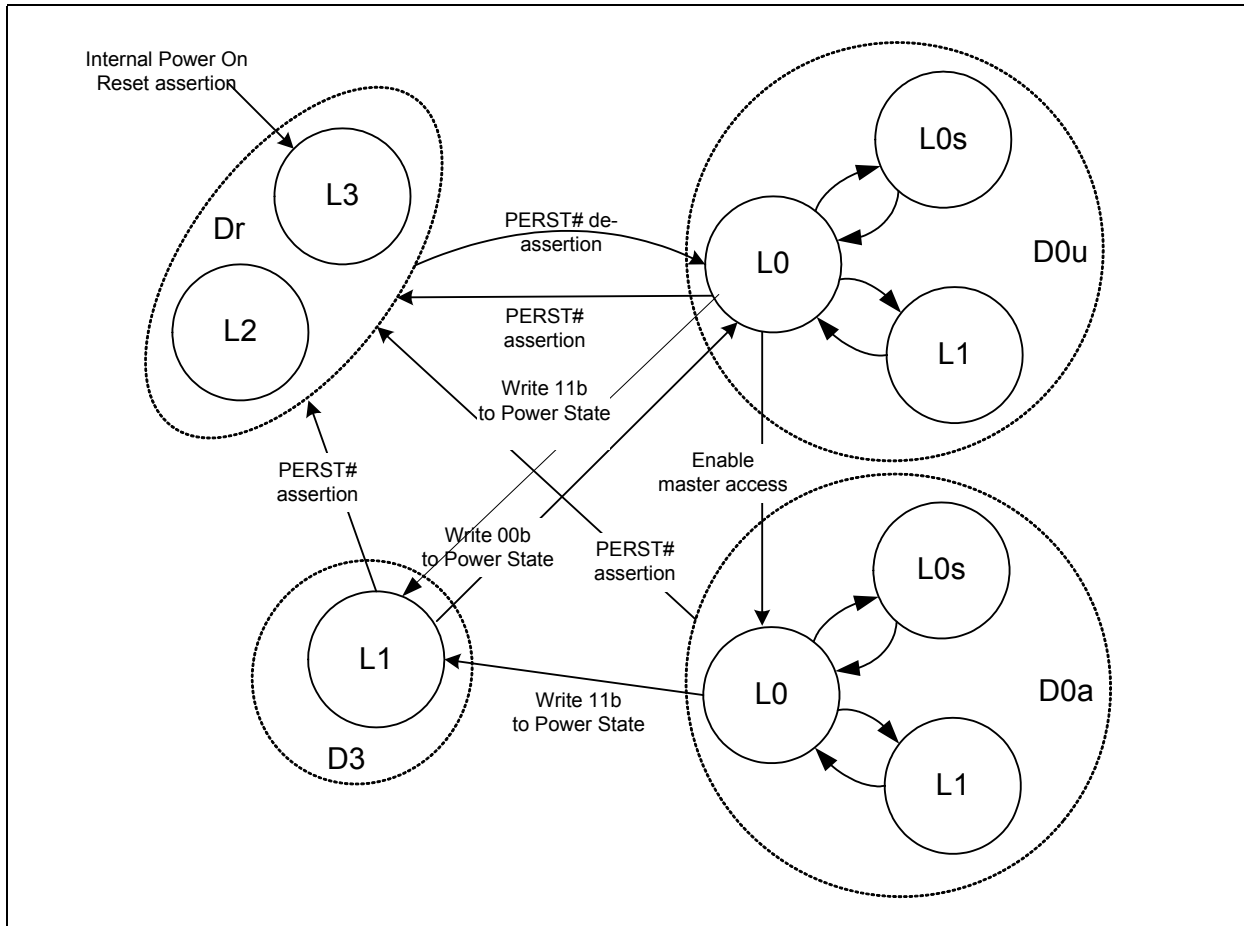 Internal Power On
Reset assertion
L3
Dr
L2
PERST# de-
assertion
PERST#
assertion
L0s
L0
D0u
L1
Write 11b
to Power State
PERST#
assertion
Enable
master access
Write 00b
to Power State
PERST#
assertion
L1
D3
Write 11b
to Power State
L0s
L0
D0a
L1